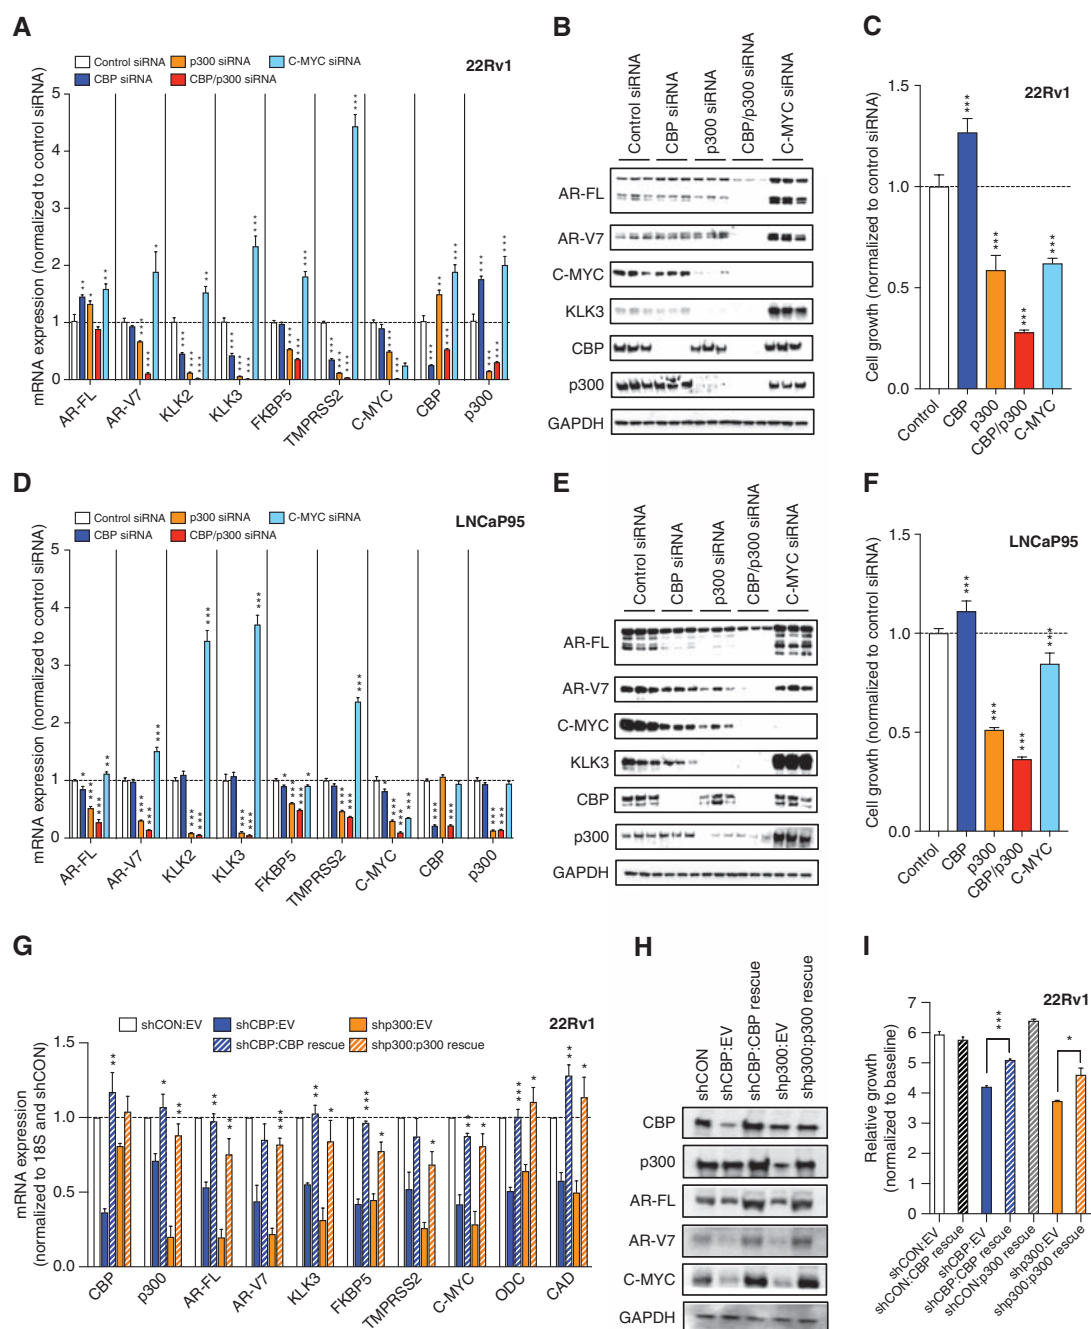 A
Control siRNA
p300 siRNA
C-MYC siRNA
CBP siRNA
CBP/p300 siRNA
22Rv1
mRNA expression (normalized to control siRNA)
5
4
3
2
1
0
AR-FL
AR-V7
KLK2
KLK3
FKBP5
TMPRSS2
C-MYC
CBP
p300
B
Control siRNA
CBP siRNA
p300 siRNA
CBP/p300 siRNA
C-MYC siRNA
AR-FL
AR-V7
C-MYC
KLK3
CBP
p300
GAPDH
C
22Rv1
Cell growth (normalized to control siRNA)
1.5
1.0
0.5
0.0
Control
CBP
p300
CBP/p300
C-MYC
D
Control siRNA
p300 siRNA
C-MYC siRNA
CBP siRNA
CBP/p300 siRNA
LNCaP95
mRNA expression (normalized to control siRNA)
5
4
3
2
1
0
AR-FL
AR-V7
KLK2
KLK3
FKBP5
TMPRSS2
C-MYC
CBP
p300
E
Control siRNA
CBP siRNA
p300 siRNA
CBP/p300 siRNA
C-MYC siRNA
AR-FL
AR-V7
C-MYC
KLK3
CBP
p300
GAPDH
F
LNCaP95
Cell growth (normalized to control siRNA)
1.5
1.0
0.5
0.0
Control
CBP
p300
CBP/p300
C-MYC
G
shCON:EV
shCBP:EV
shp300:EV
shCBP:CBP rescue
shp300:p300 rescue
22Rv1
mRNA expression
(normalized to 18S and shCON)
1.5
1.0
0.5
0.0
CBP
p300
AR-FL
AR-V7
KLK3
FKBP5
TMPRSS2
C-MYC
ODC
CAD
H
shCON
shCBP:EV
shCBP:CBP rescue
shp300:EV
shp300:p300 rescue
CBP
p300
AR-FL
AR-V7
C-MYC
GAPDH
I
22Rv1
Relative growth
(normalized to baseline)
7
6
5
4
3
2
1
0
***
*
shCON:EV
shCON:CBP rescue
shCBP:EV
shCBP:CBP rescue
shCON:p300 rescue
shp300:EV
shp300:p300 rescue